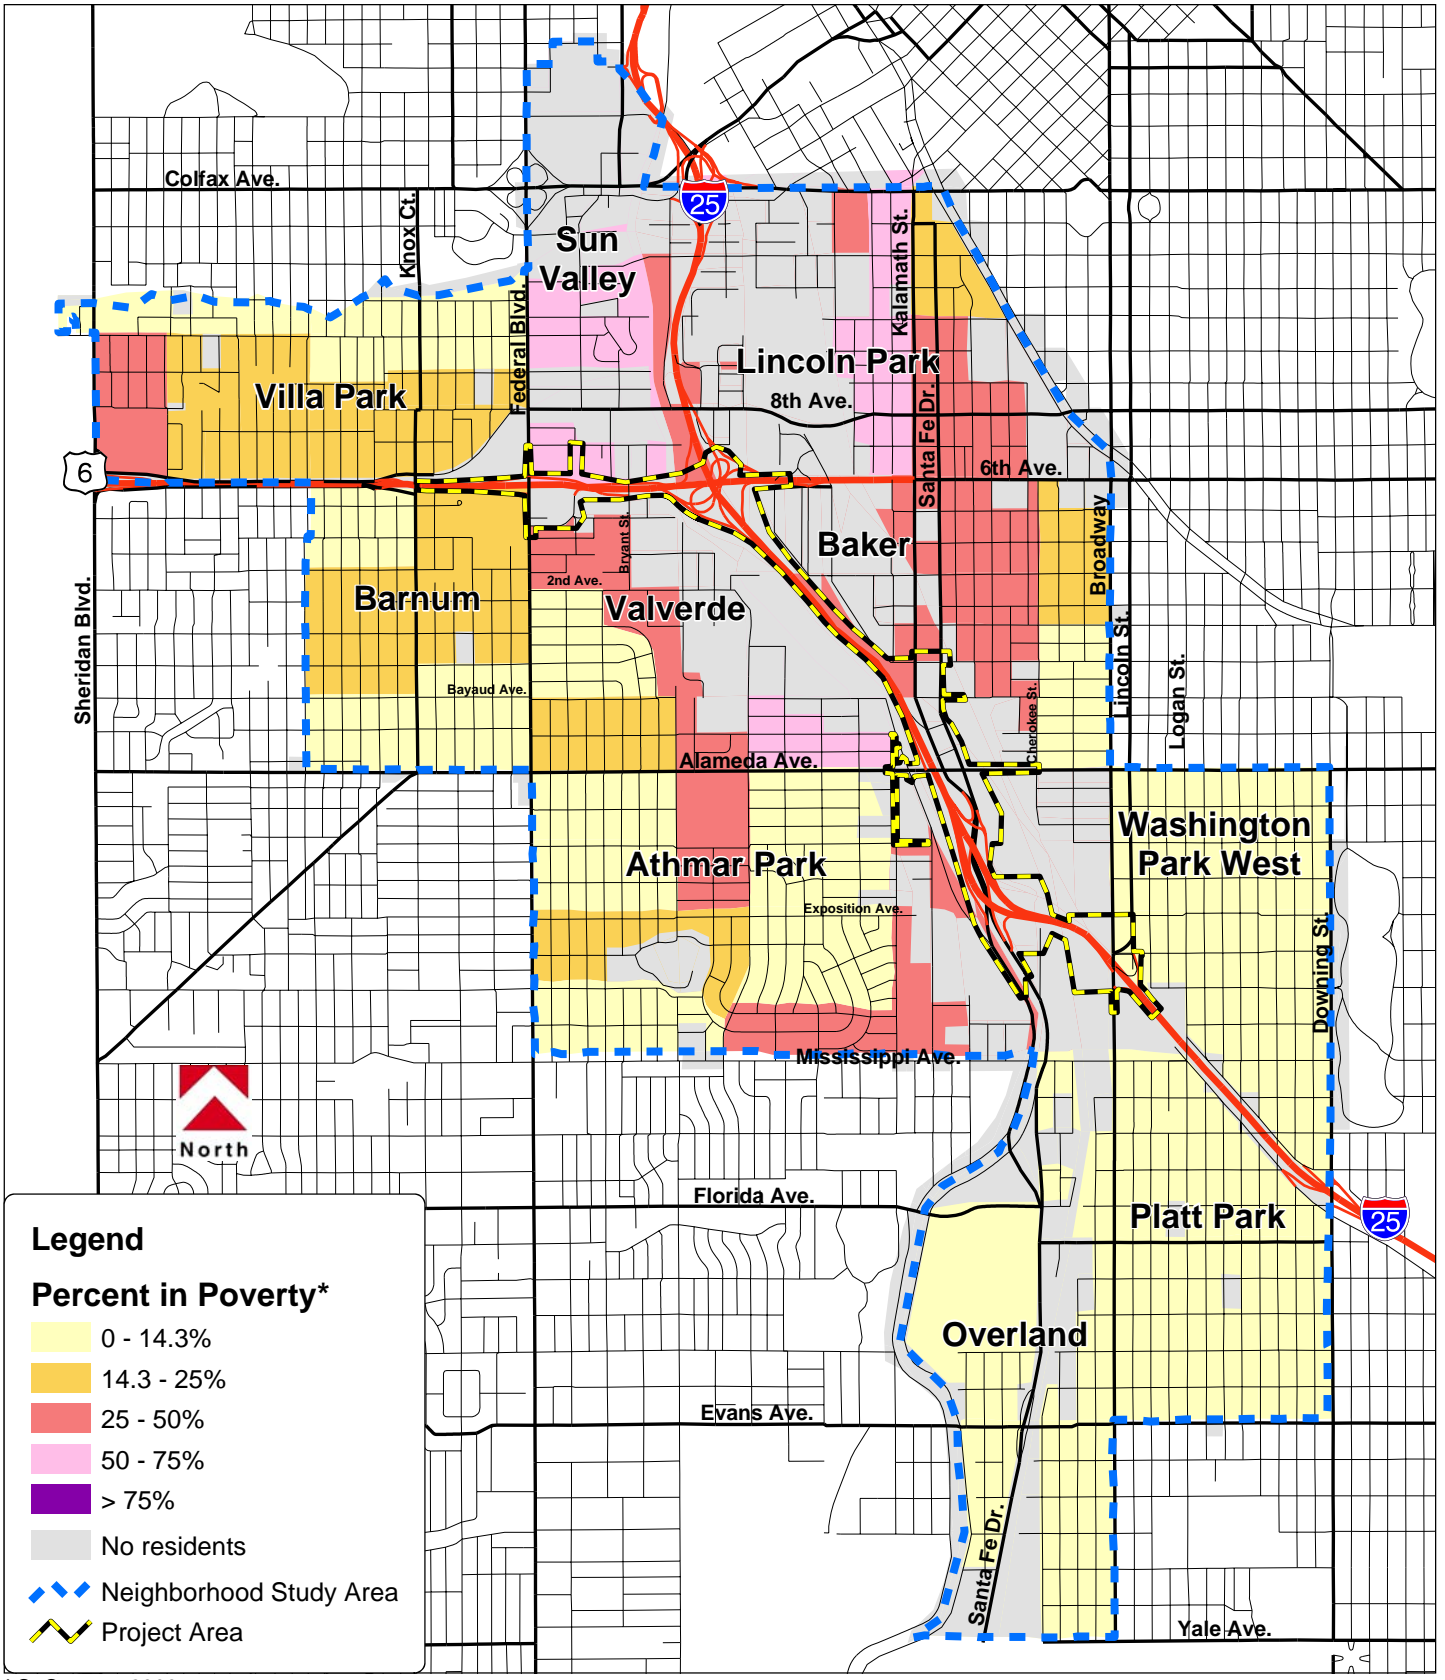 Colfax Ave.
Knox Ct.
25
Sun
Valley
Kalamath St.
Federal Blvd.
Lincoln Park
Villa Park
8th Ave.
Santa Fe Dr.
6th Ave.
6
Broadway
Bryant St.
Baker
2nd Ave.
Barnum
Valverde
Sheridan Blvd.
Lincoln St.
Logan St.
Bayaud Ave.
Cherokee St.
Alameda Ave.
Washington
Park West
Athmar Park
Exposition Ave.
Downing St.
Mississippi Ave.
North
Florida Ave.
Platt Park
25
Overland
Evans Ave.
Santa Fe Dr.
Yale Ave.
Legend
Percent in Poverty*
0 - 14.3%
14.3 - 25%
25 - 50%
50 - 75%
> 75%
No residents
Neighborhood Study Area
Project Area